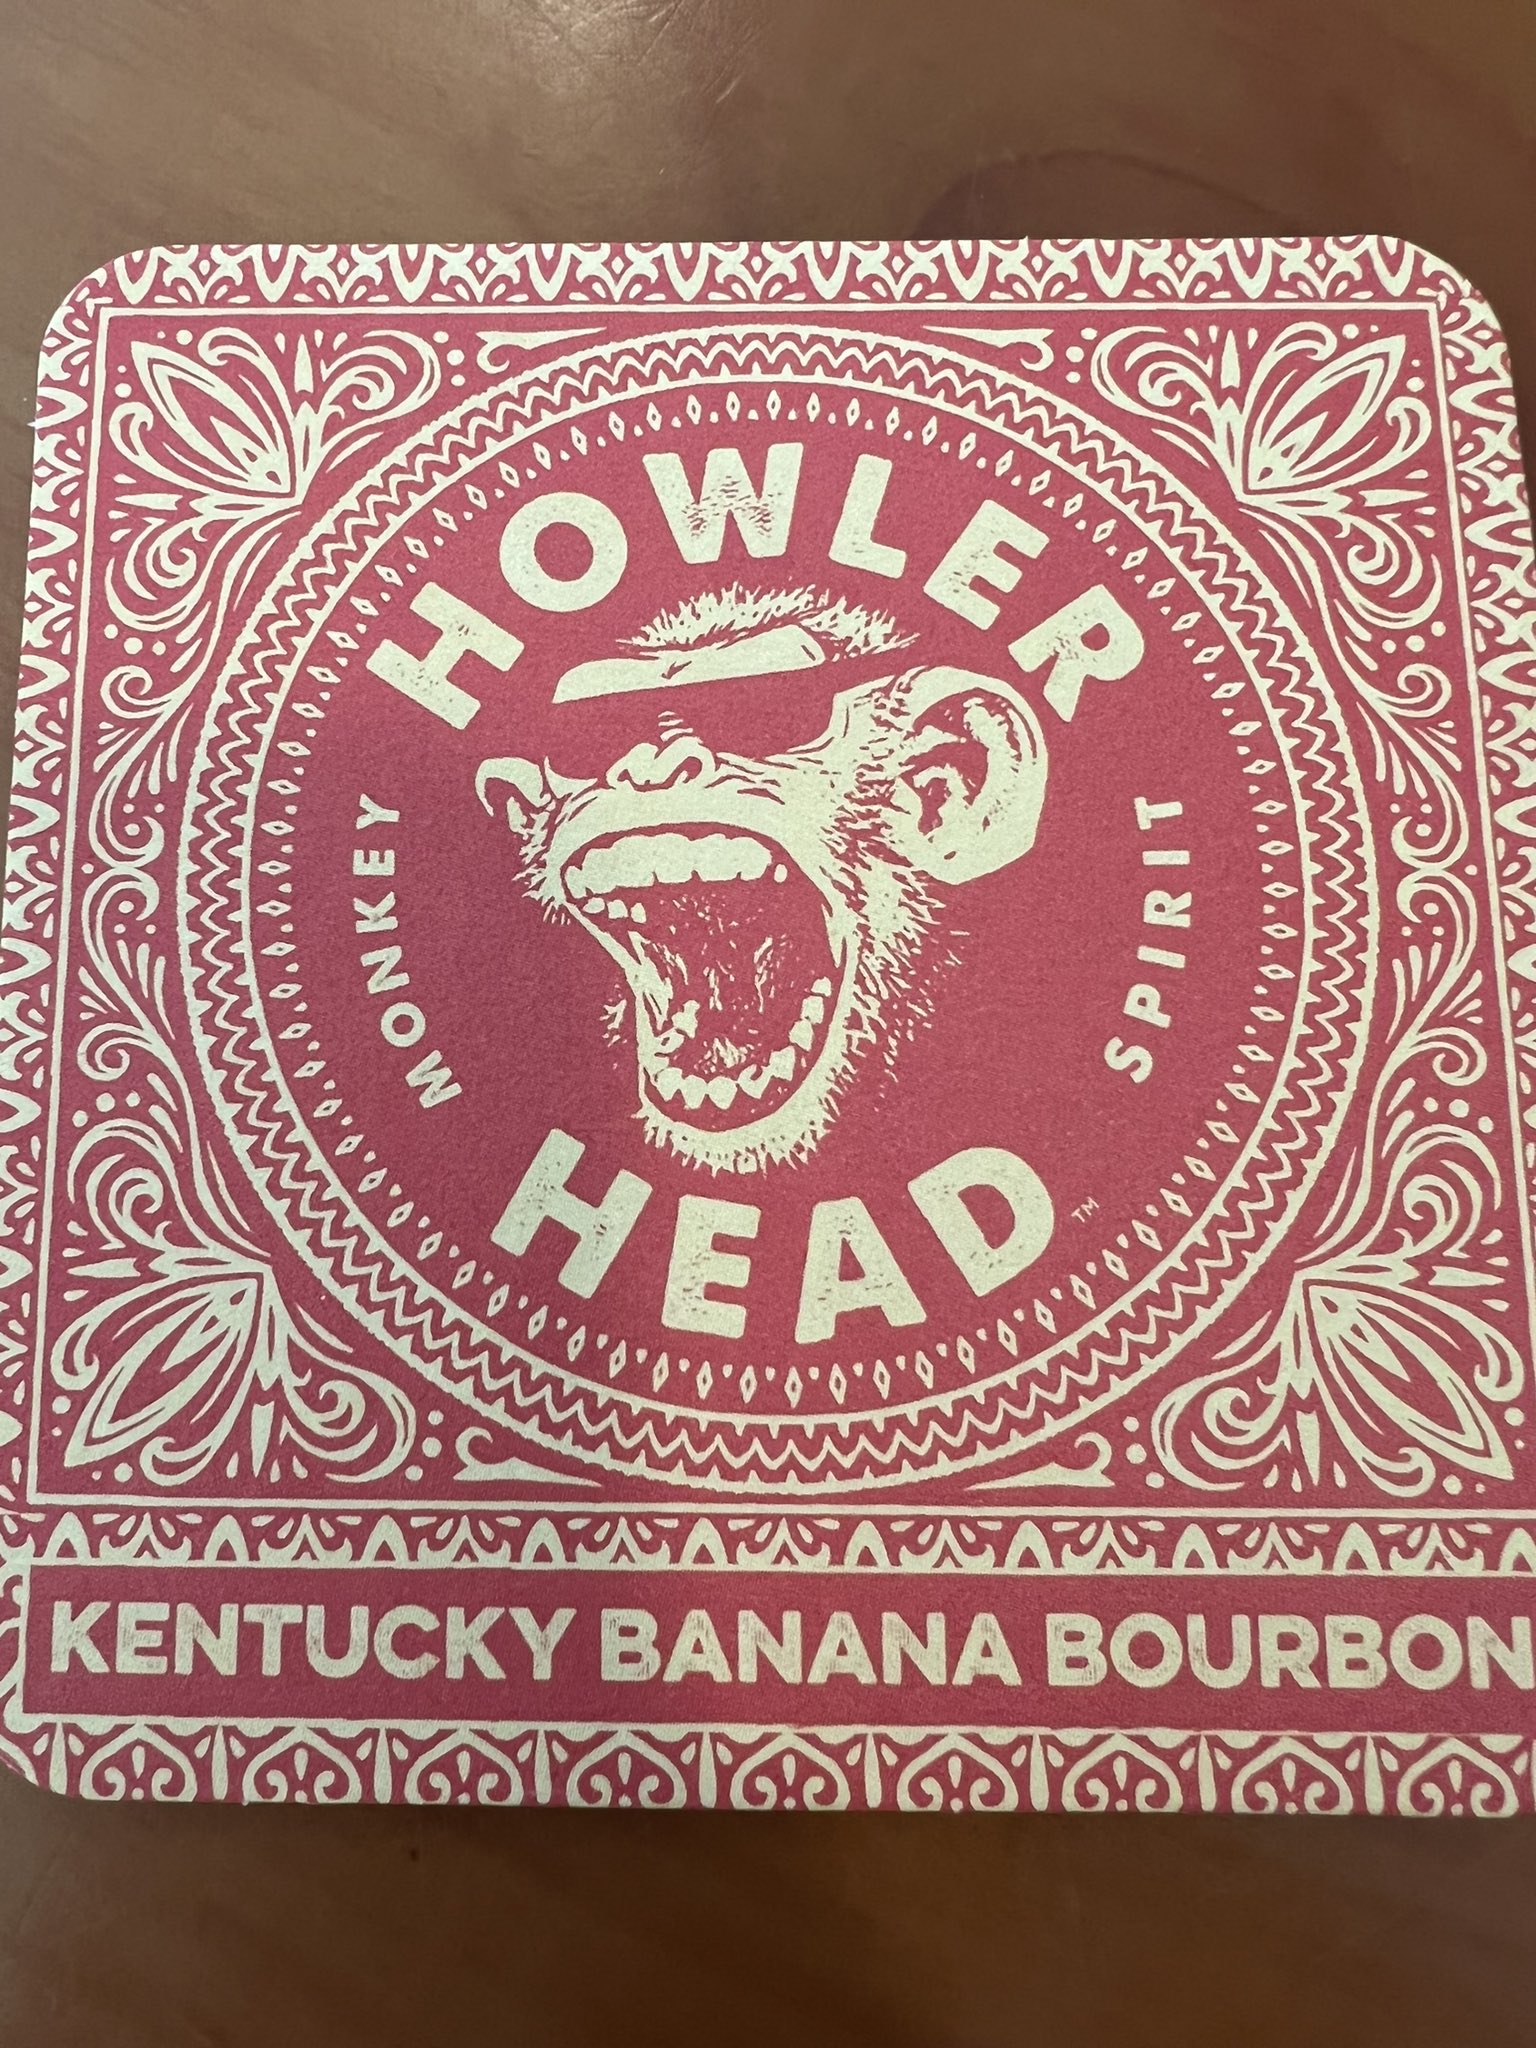 HOWLER
MONKEY
SPIRIT
HEAD™
KENTUCKY BANANA BOURBON